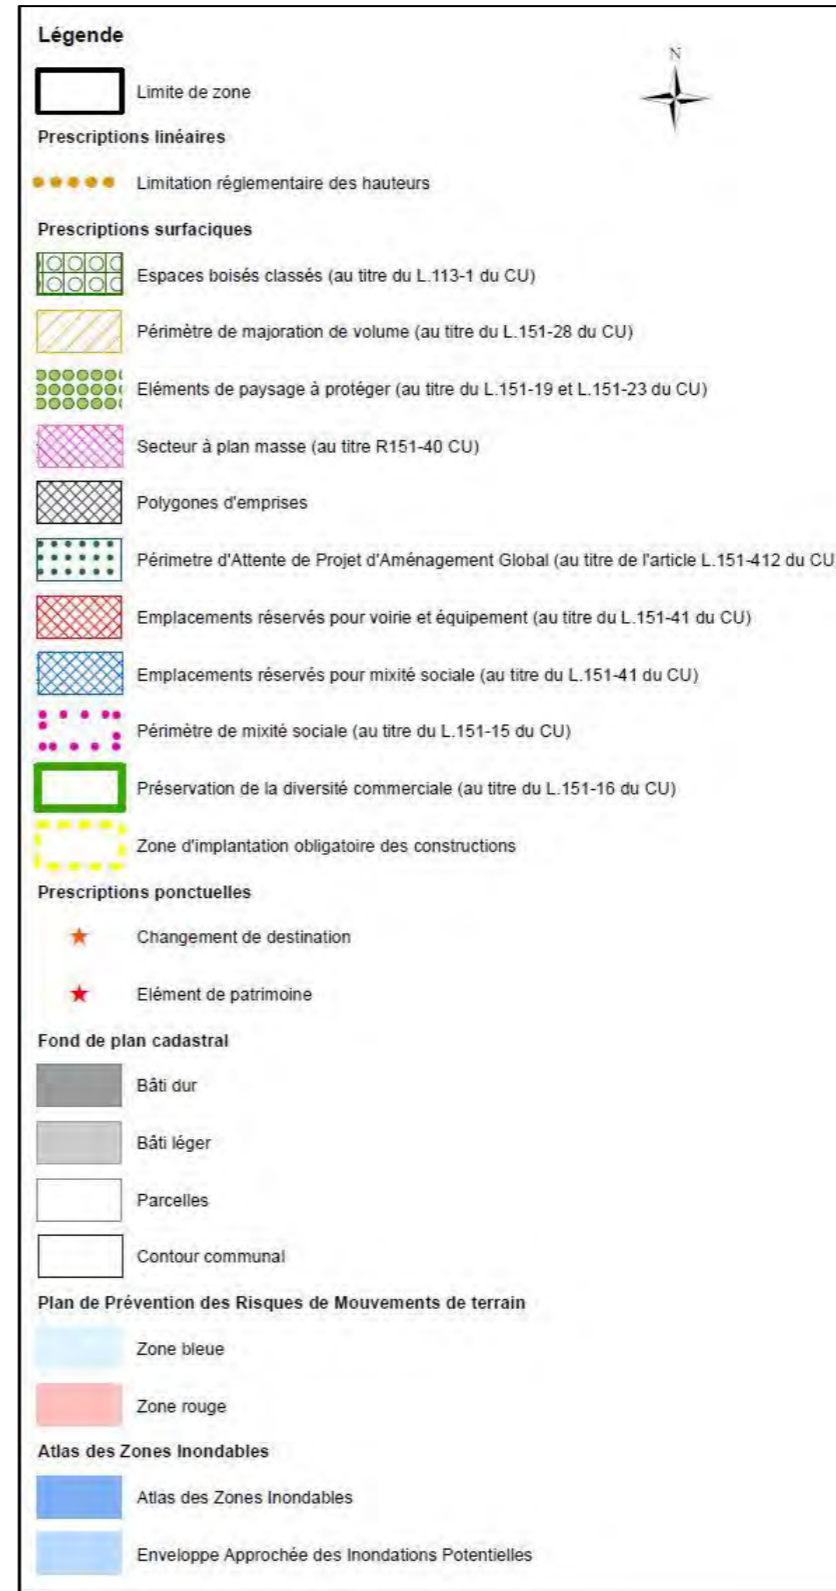 Légende
N
Limite de zone
Prescriptions linéaires
Limitation réglementaire des hauteurs
Prescriptions surfaciques
Espaces boisés classés (au titre du L.113-1 du CU)
Périmètre de majoration de volume (au titre du L.151-28 du CU)
Eléments de paysage à protéger (au titre du L.151-19 et L.151-23 du CU)
Secteur à plan masse (au titre R151-40 CU)
Polygones d'emprises
Périmetre d'Attente de Projet d'Aménagement Global (au titre de l'article L.151-412 du CU
Emplacements réservés pour voirie et équipement (au titre du L.151-41 du CU)
Emplacements réservés pour mixité sociale (au titre du L.151-41 du CU)
Périmètre de mixité sociale (au titre du L.151-15 du CU)
Préservation de la diversité commerciale (au titre du L.151-16 du CU)
Zone d'implantation obligatoire des constructions
Prescriptions ponctuelles
Changement de destination
Elément de patrimoine
Fond de plan cadastral
Bâti dur
Bâti léger
Parcelles
Contour communal
Plan de Prévention des Risques de Mouvements de terrain
Zone bleue
Zone rouge
Atlas des Zones Inondables
Atlas des Zones Inondables
Enveloppe Approchée des Inondations Potentielles